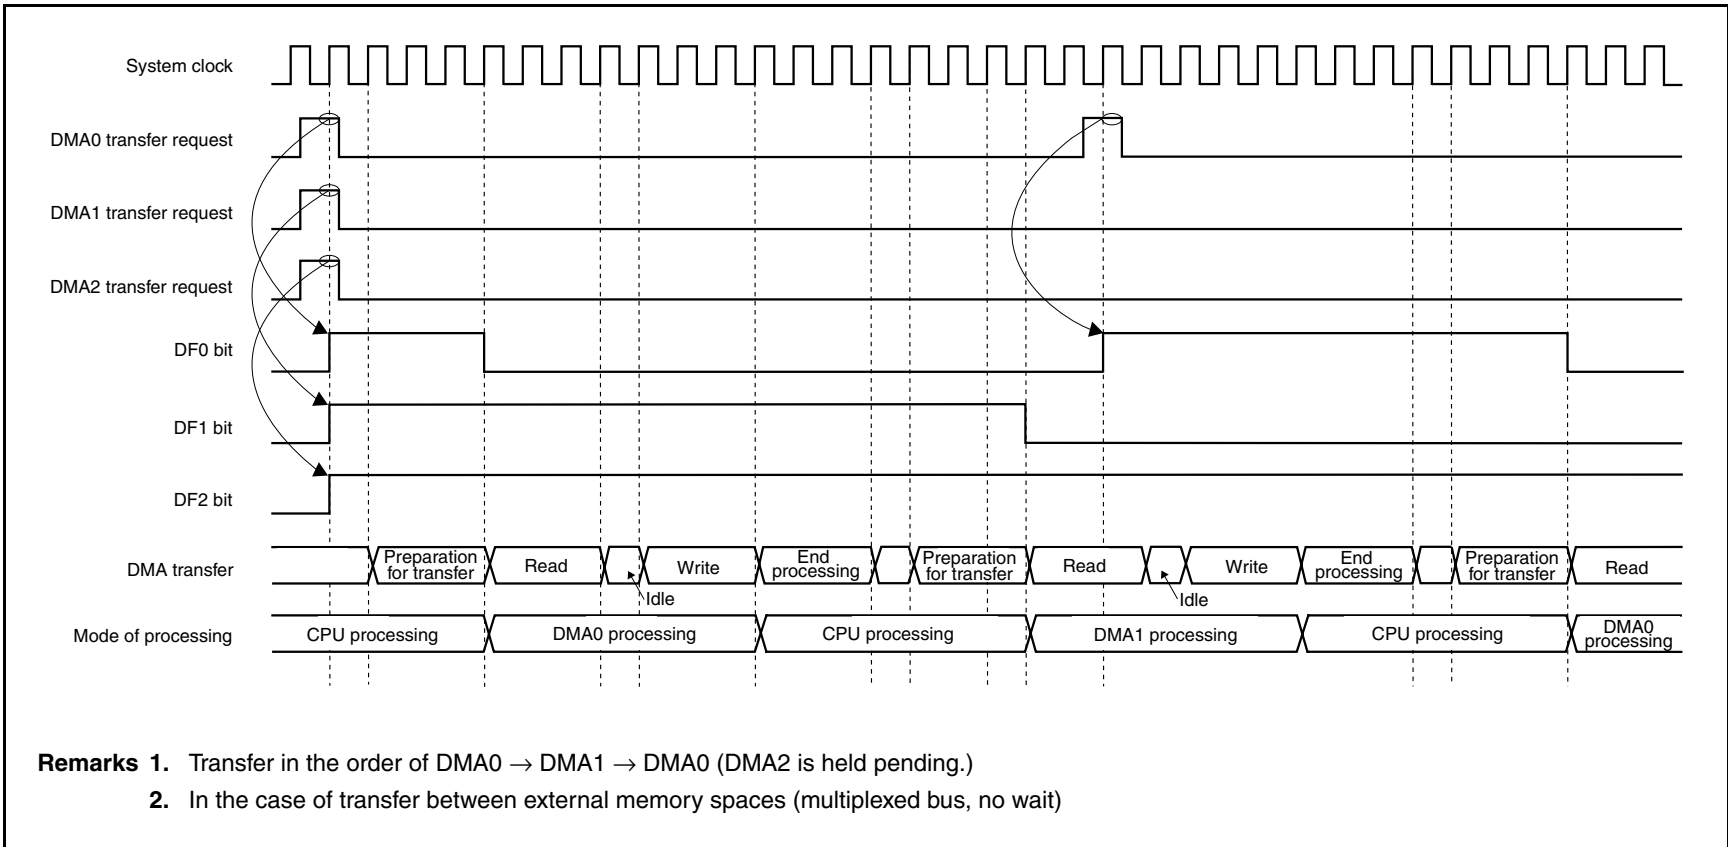 System clock
DMA0 transfer request
DMA1 transfer request
DMA2 transfer request
DF0 bit
DF1 bit
DF2 bit
DMA transfer
Preparation
for transfer
Read
Idle
Write
End
processing
Preparation
for transfer
Read
Idle
Write
End
processing
Preparation
for transfer
Read
Mode of processing
CPU processing
DMA0 processing
CPU processing
DMA1 processing
CPU processing
DMA0
processing
Remarks 1. Transfer in the order of DMA0 → DMA1 → DMA0 (DMA2 is held pending.)
2. In the case of transfer between external memory spaces (multiplexed bus, no wait)